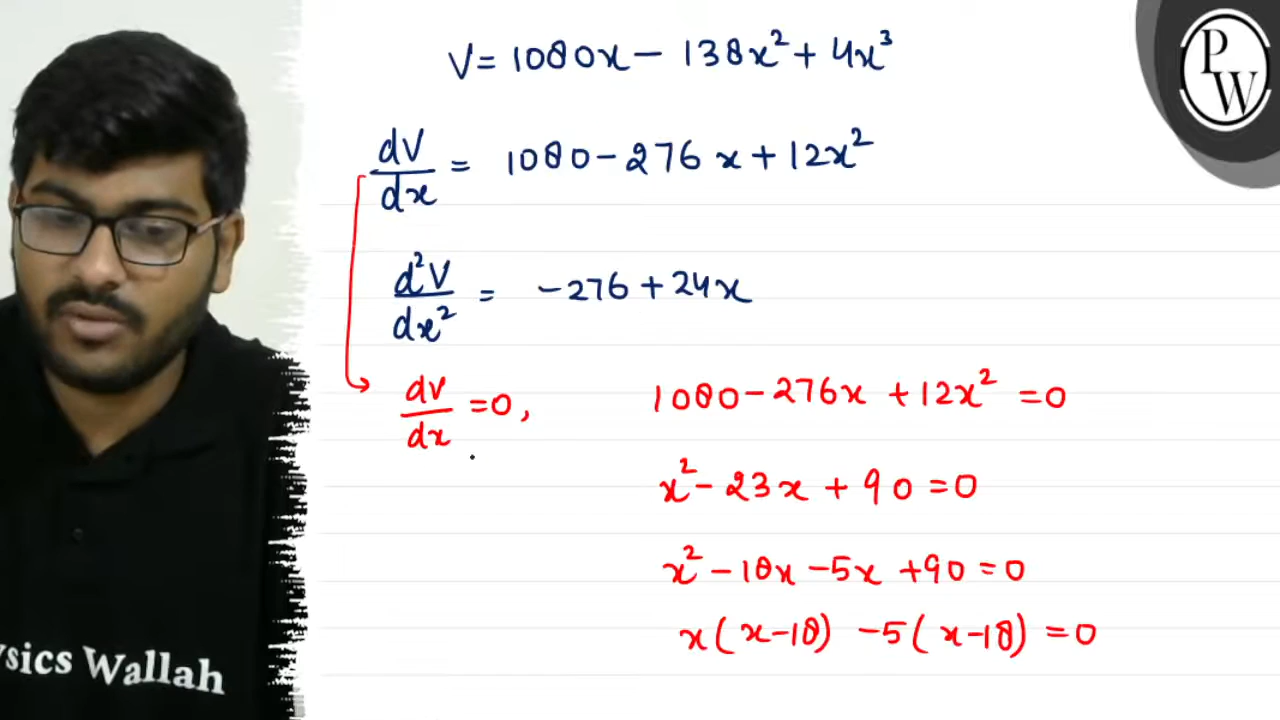 V = 1080x - 138x² + 4x³
P
W
dV/dx = 1080 - 276x + 12x²
d²V/dx² = -276 + 24x
dv/dx = 0, 1080 - 276x + 12x² = 0
x² - 23x + 90 = 0
x² - 18x - 5x + 90 = 0
x(x-18) -5(x-18) = 0
ysics Wallah